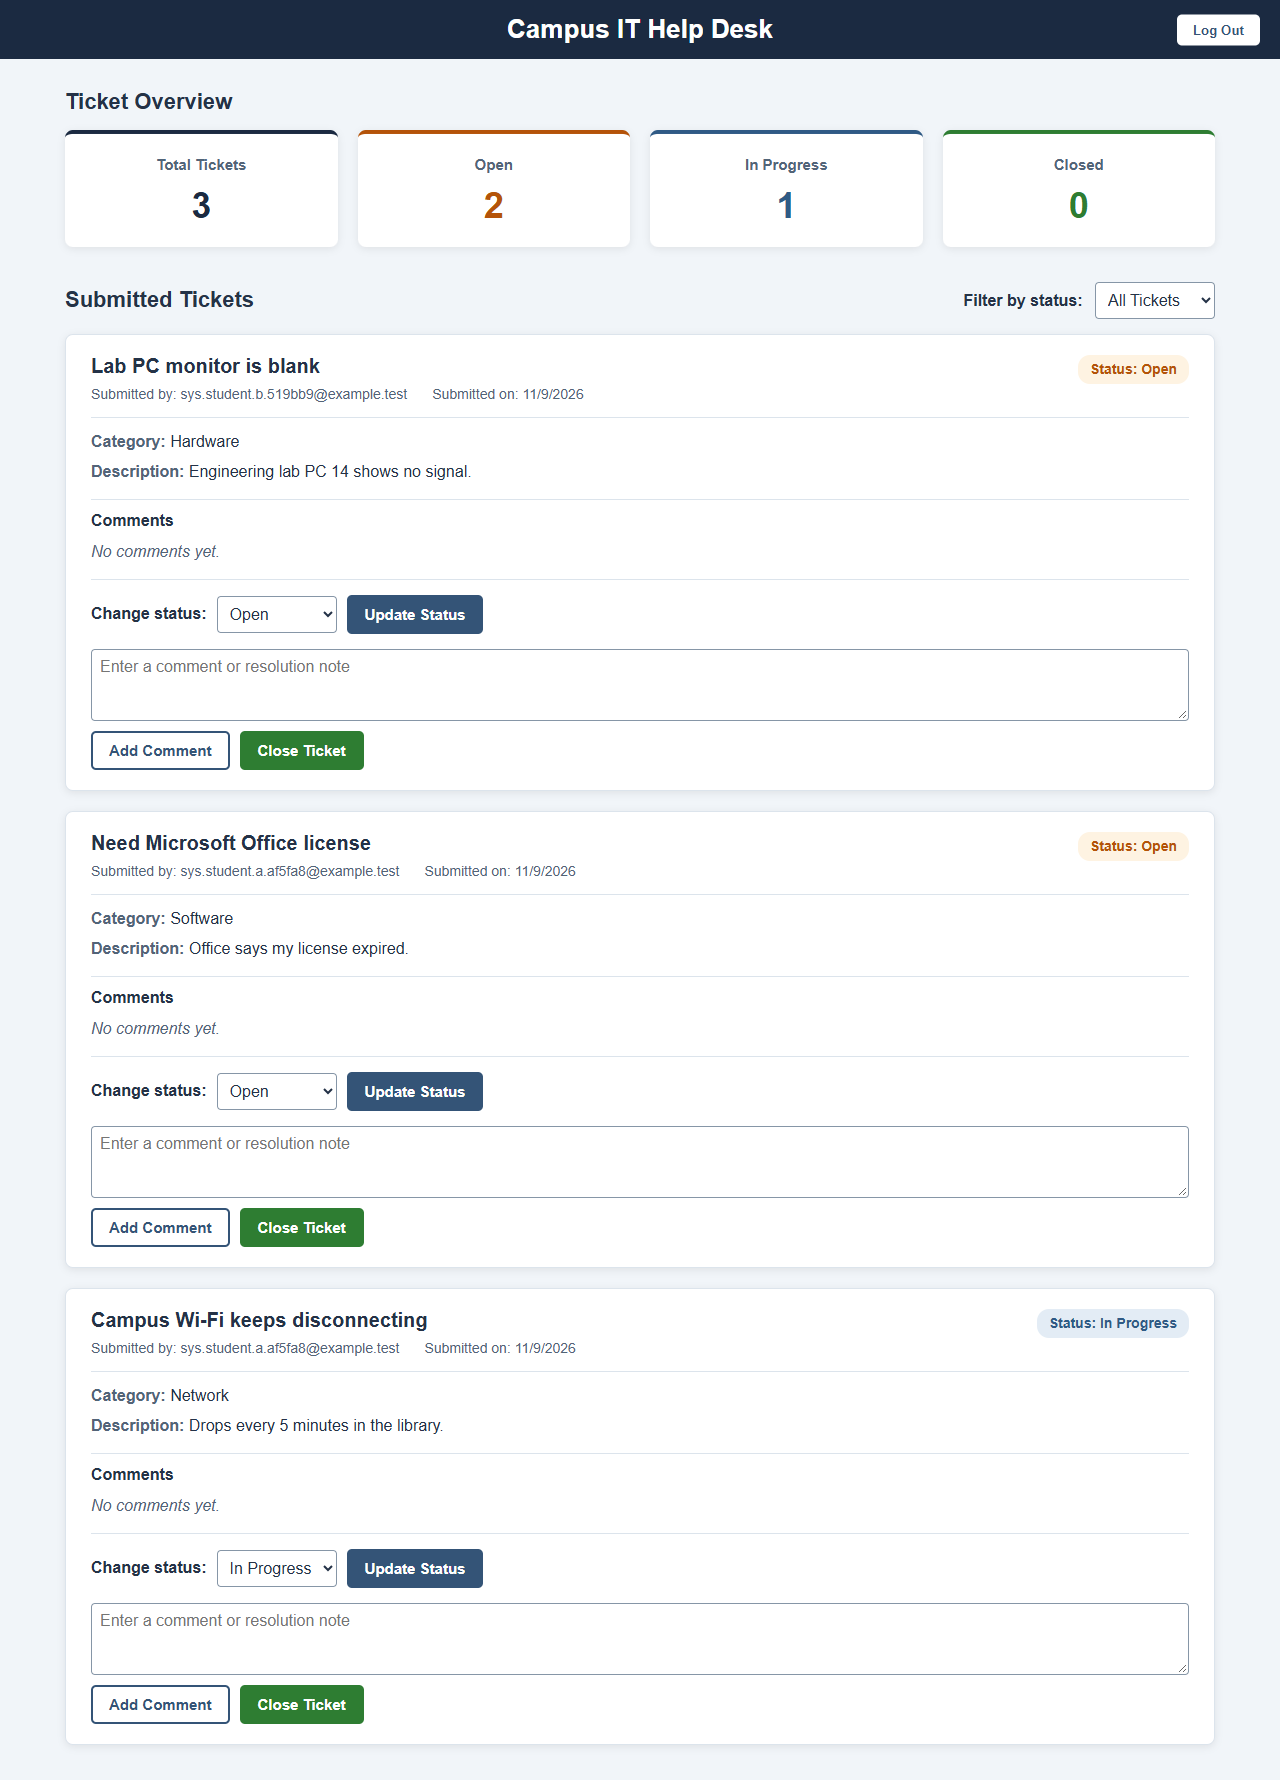 Campus IT Help Desk
Log Out
Ticket Overview
Total Tickets
3
Open
2
In Progress
1
Closed
0
Submitted Tickets
Filter by status: All Tickets
Lab PC monitor is blank
Status: Open
Submitted by: sys.student.b.519bb9@example.test Submitted on: 11/9/2026
Category: Hardware
Description: Engineering lab PC 14 shows no signal.
Comments
No comments yet.
Change status: Open Update Status
Enter a comment or resolution note
Add Comment Close Ticket
Need Microsoft Office license
Status: Open
Submitted by: sys.student.a.af5fa8@example.test Submitted on: 11/9/2026
Category: Software
Description: Office says my license expired.
Comments
No comments yet.
Change status: Open Update Status
Enter a comment or resolution note
Add Comment Close Ticket
Campus Wi-Fi keeps disconnecting
Status: In Progress
Submitted by: sys.student.a.af5fa8@example.test Submitted on: 11/9/2026
Category: Network
Description: Drops every 5 minutes in the library.
Comments
No comments yet.
Change status: In Progress Update Status
Enter a comment or resolution note
Add Comment Close Ticket